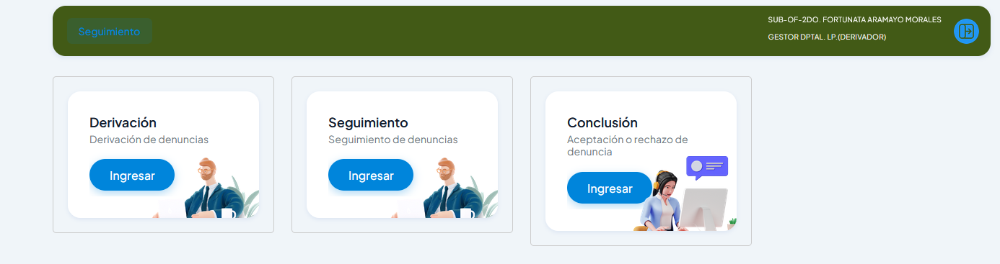 Seguimiento
SUB-OF-2DO. FORTUNATA ARAMAYO MORALES
GESTOR DPTAL. LP.(DERIVADOR)
Derivación
Derivación de denuncias
Ingresar
Seguimiento
Seguimiento de denuncias
Ingresar
Conclusión
Aceptación o rechazo de
denuncia
Ingresar